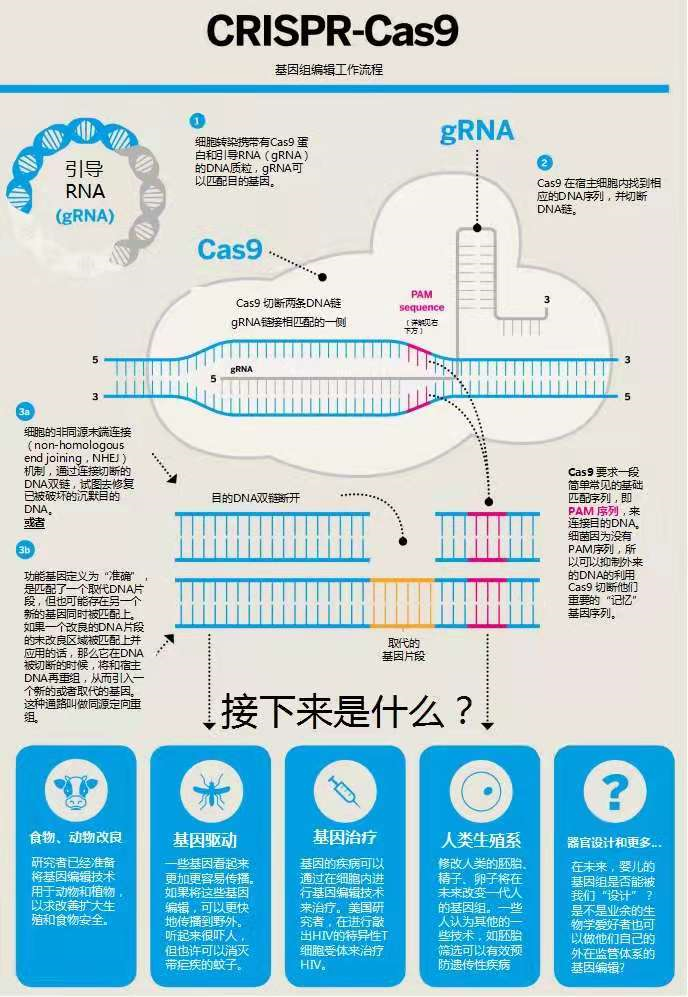 CRISPR-Cas9
基因组编辑工作流程
引导
RNA
(gRNA)
1
细胞转染携带有Cas9 蛋
白和引导RNA（gRNA）
的DNA质粒，gRNA可
以匹配目的基因。
gRNA
2
Cas9 在宿主细胞内找到相
应的DNA序列，并切断
DNA链。
Cas9
Cas9 切断两条DNA链
gRNA链接相匹配的一侧
PAM
sequence
（详解见右
下方）
3
5
3
gRNA
5
3
5
3a
细胞的非同源末端连接
（non-homologous
end joining，NHEJ）
机制，通过连接切断的
DNA双链，试图去修复
已被破坏的沉默目的
DNA。
或者
目的DNA双链断开
Cas9 要求一段
简单常见的基础
匹配序列，即
PAM 序列，来
连接目的DNA。
细菌因为没有
PAM序列，所
以可以抑制外来
的DNA的利用
Cas9 切断他们
重要的“记忆”
基因序列。
3b
功能基因定义为“准确”，
是匹配了一个取代DNA片
段，但也可能存在另一个
新的基因同时被匹配上。
如果一个改良的DNA片段
的未改良区域被匹配上并
应用的话，那么它在DNA
被切断的时候，将和宿主
DNA再重组，从而引入一
个新的或者取代的基因。
这种通路叫做同源定向重
组。
取代的
基因片段
接下来是什么？
食物、动物改良
研究者已经准备
将基因编辑技术
用于动物和植物，
以求改善扩大生
殖和食物安全。
基因驱动
一些基因看起来
更加更容易传播。
如果将这些基因
编辑，可以更快
地传播到野外。
听起来很吓人，
但也许可以消灭
带疟疾的蚊子。
基因治疗
基因的疾病可以
通过在细胞内进
行基因编辑技术
来治疗。美国研
究者，在进行敲
出HIV的特异性T
细胞受体来治疗
HIV。
人类生殖系
修改人类的胚胎、
精子、卵子将在
未来改变一代人
的基因组。一些
人认为其他的一
些技术，如胚胎
筛选可以有效预
防遗传性疾病
?
器官设计和更多...
在未来，婴儿的
基因组是否能被
我们“设计”？
是不是业余的生
物学爱好者也可
以做他们自己的
外在监管体系的
基因编辑?